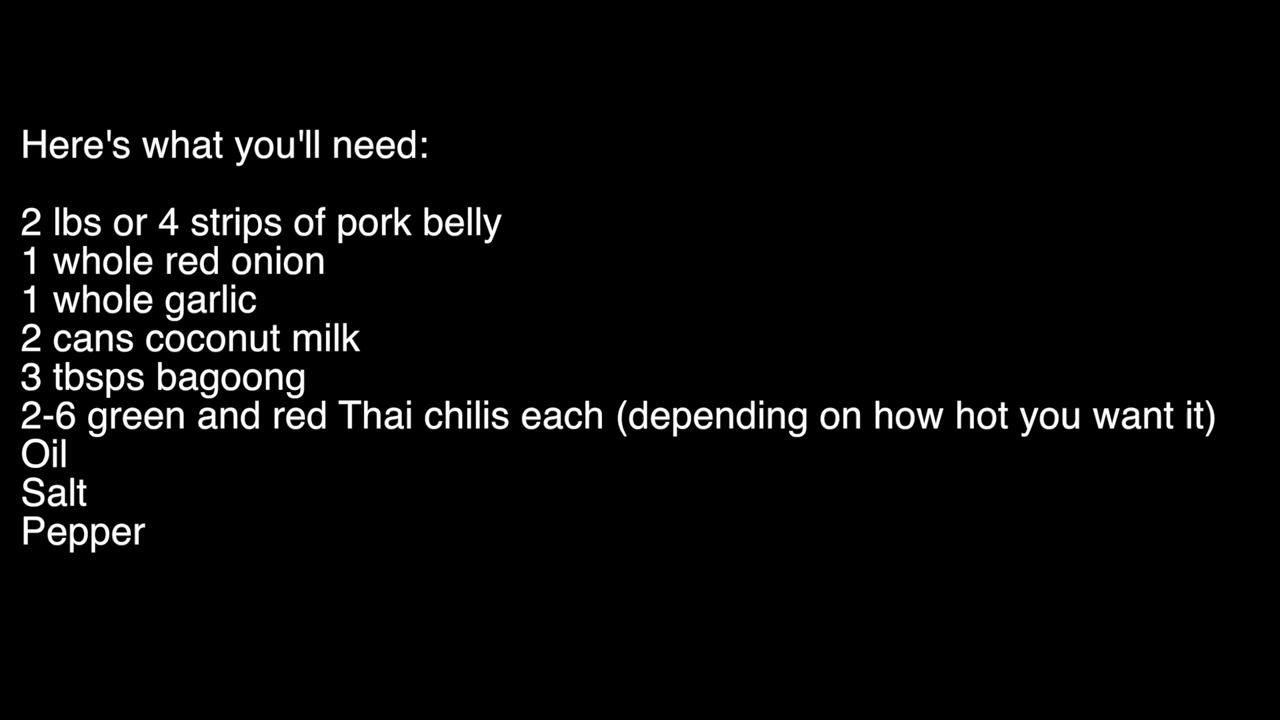 Here's what you'll need:
2 lbs or 4 strips of pork belly
1 whole red onion
1 whole garlic
2 cans coconut milk
3 tbsps bagoong
2-6 green and red Thai chilis each (depending on how hot you want it)
Oil
Salt
Pepper